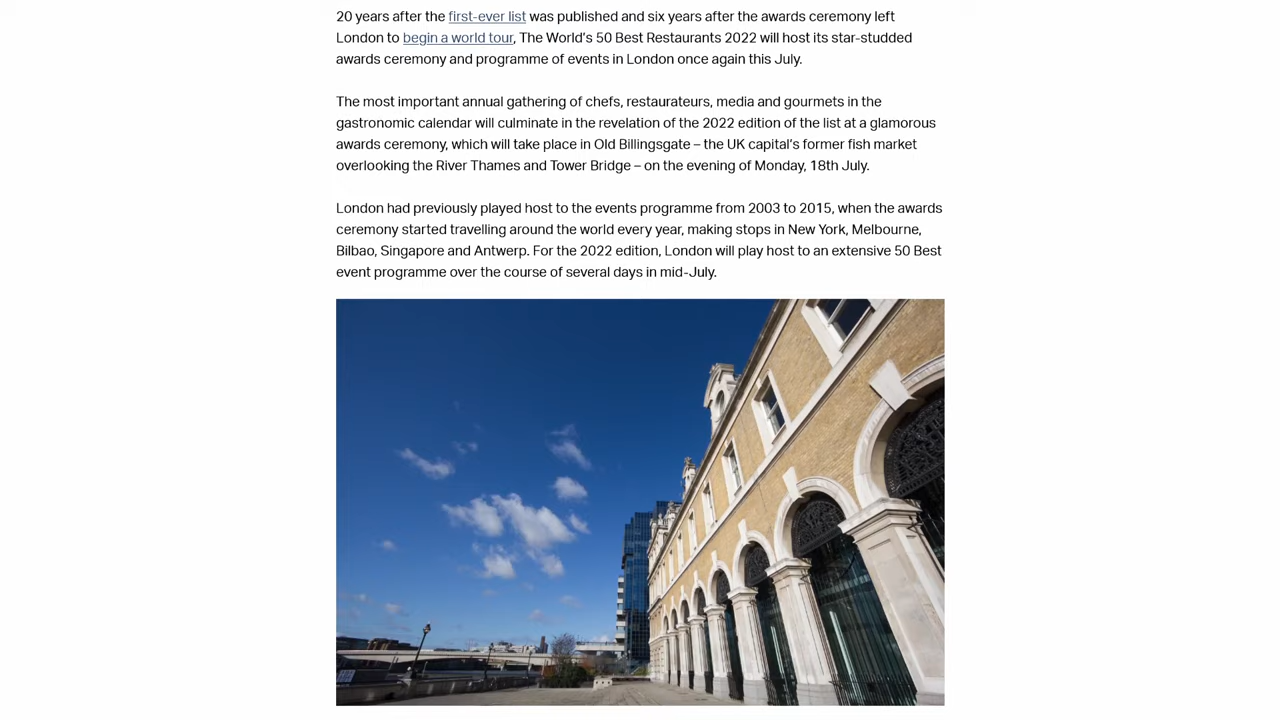 20 years after the first-ever list was published and six years after the awards ceremony left
London to begin a world tour, The World's 50 Best Restaurants 2022 will host its star-studded
awards ceremony and programme of events in London once again this July.
The most important annual gathering of chefs, restaurateurs, media and gourmets in the
gastronomic calendar will culminate in the revelation of the 2022 edition of the list at a glamorous
awards ceremony, which will take place in Old Billingsgate – the UK capital's former fish market
overlooking the River Thames and Tower Bridge – on the evening of Monday, 18th July.
London had previously played host to the events programme from 2003 to 2015, when the awards
ceremony started travelling around the world every year, making stops in New York, Melbourne,
Bilbao, Singapore and Antwerp. For the 2022 edition, London will play host to an extensive 50 Best
event programme over the course of several days in mid-July.